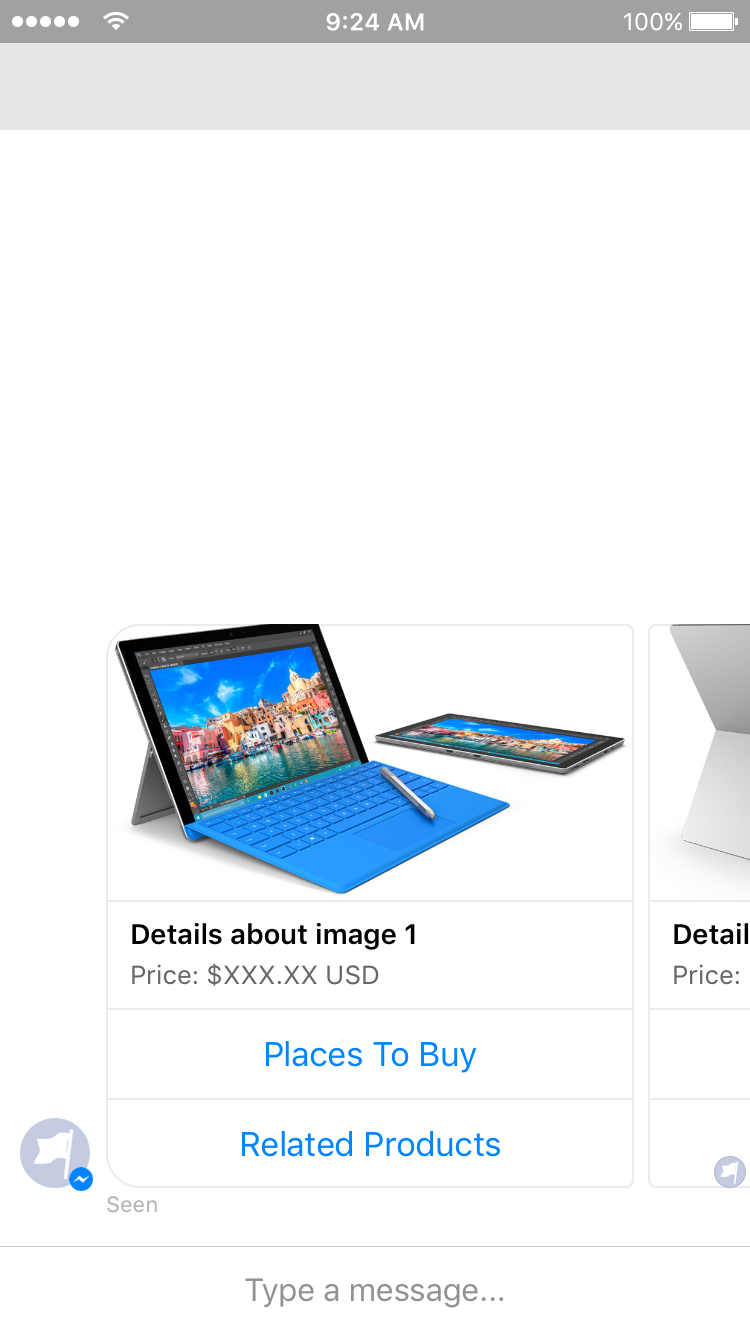 9:24 AM 100%
Details about image 1
Price: $XXX.XX USD
Detail
Price:
Places To Buy
Related Products
Seen
Type a message...